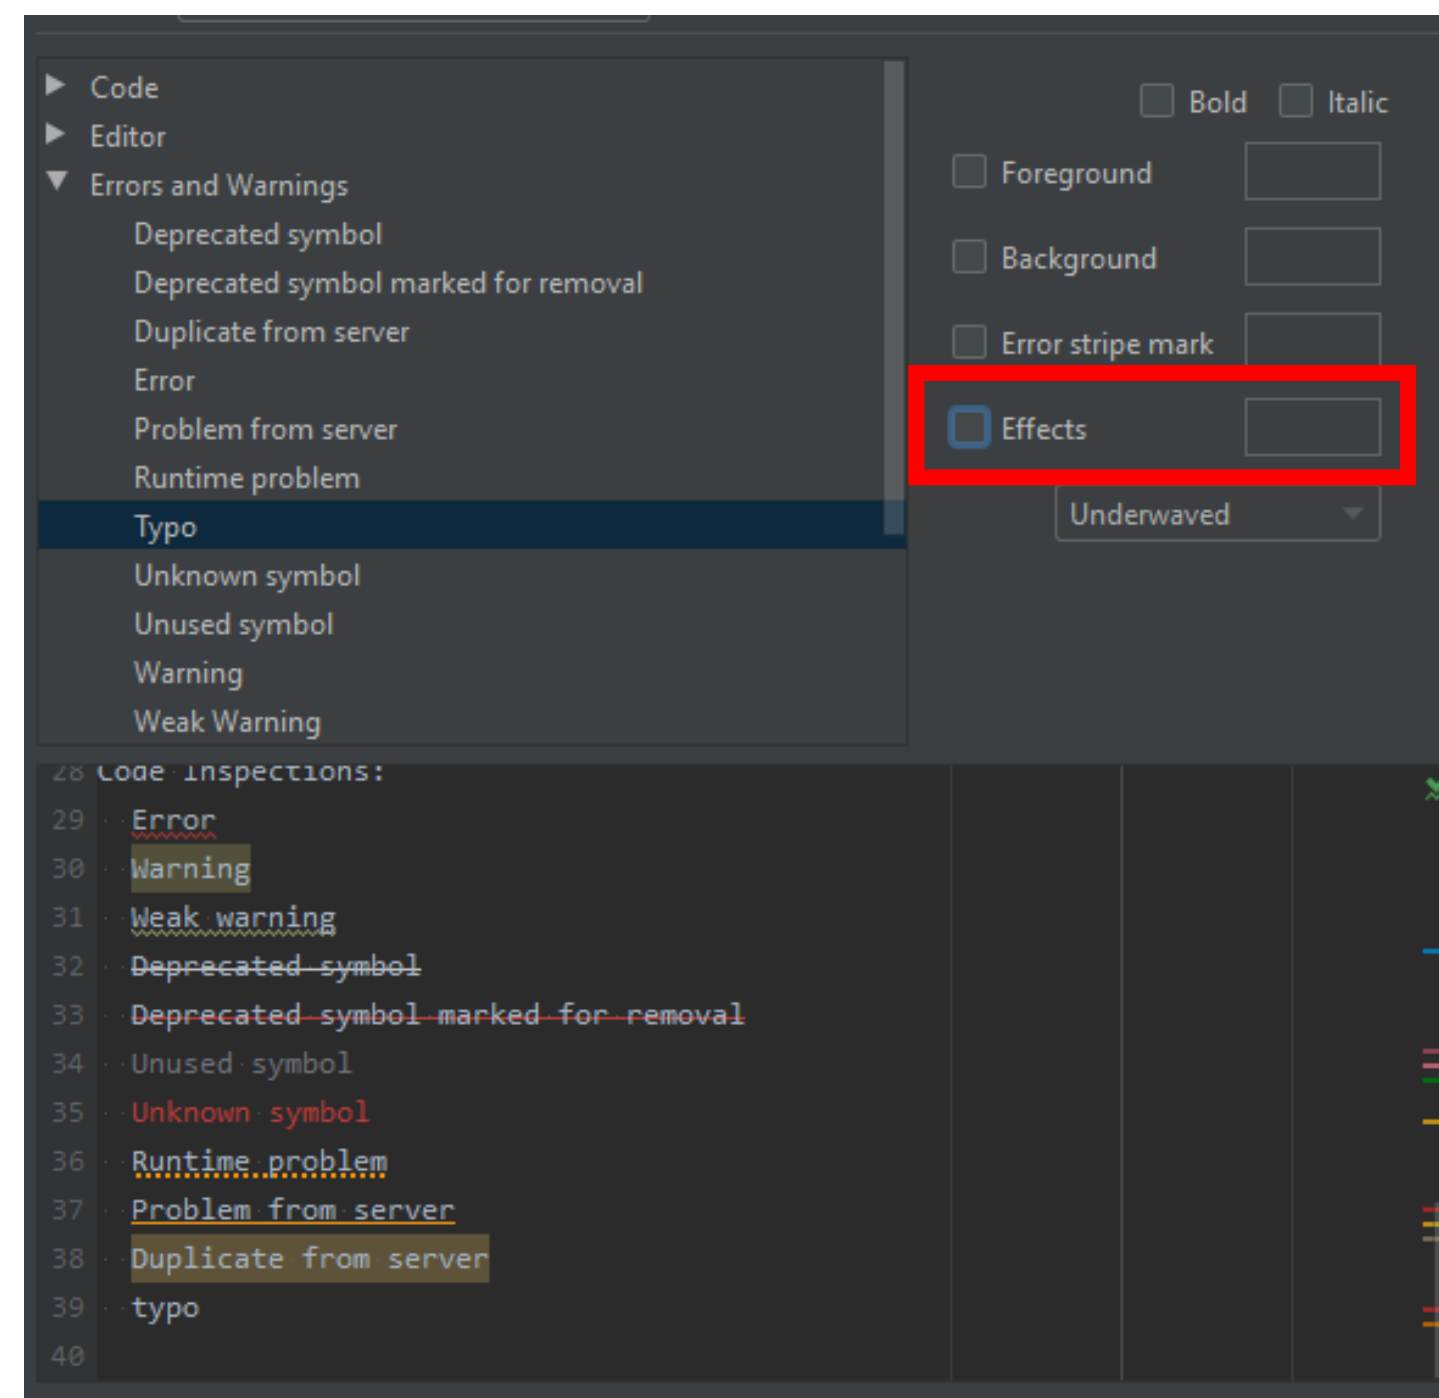 Code
Editor
Errors and Warnings
Deprecated symbol
Deprecated symbol marked for removal
Duplicate from server
Error
Problem from server
Runtime problem
Typo
Unknown symbol
Unused symbol
Warning
Weak Warning
Bold Italic
Foreground
Background
Error stripe mark
Effects
Underwaved
28 Code Inspections:
29 Error
30 Warning
31 Weak warning
32 Deprecated symbol
33 Deprecated symbol marked for removal
34 Unused symbol
35 Unknown symbol
36 Runtime problem
37 Problem from server
38 Duplicate from server
39 typo
40